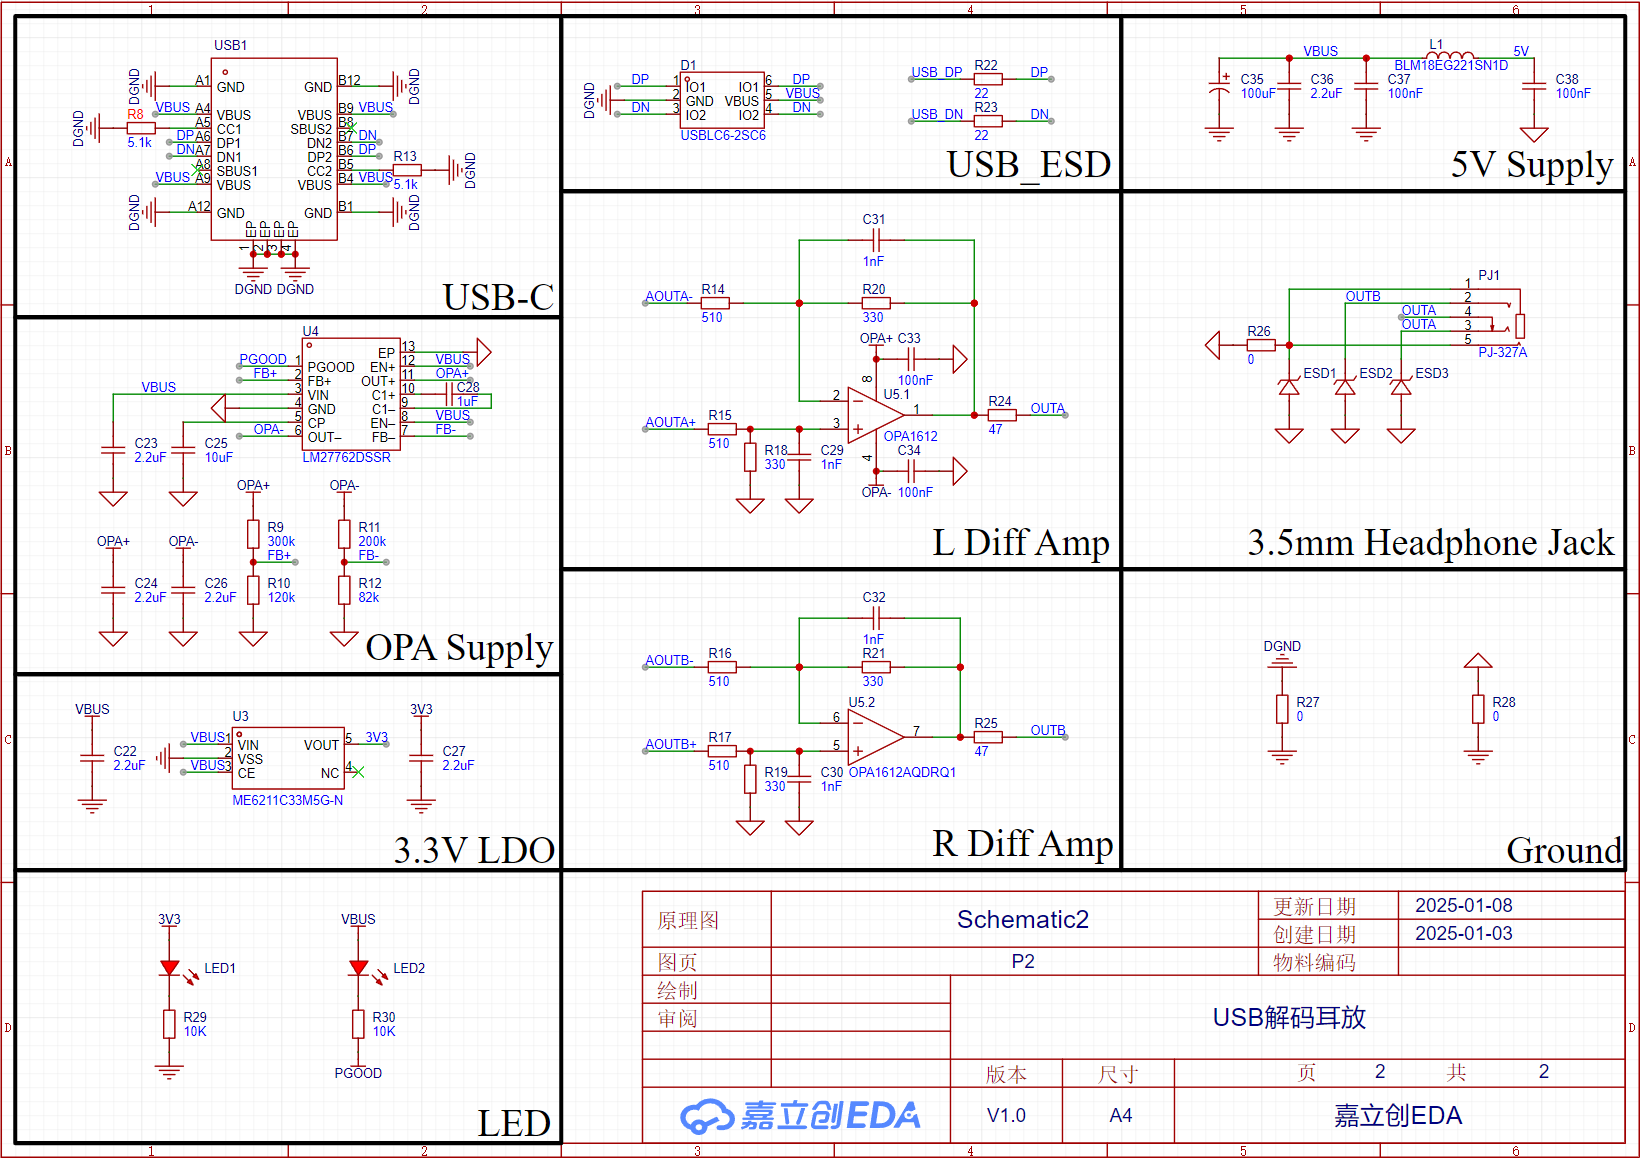 1
2
3
4
5
6
A
B
C
D
USB1
DGND
A1
GND
GND
B12
DGND
VBUS
A4
VBUS
VBUS
B9
VBUS
R8
A5
CC1
SBUS2
B8
DGND
5.1k
DP
A6
DP1
DN2
B7
DN
DN
A7
DN1
DP2
B6
DP
A8
SBUS1
CC2
B5
R13
DGND
VBUS
A9
VBUS
VBUS
B4
VBUS
5.1k
DGND
A12
GND
GND
B1
DGND
EP
EP
EP
EP
1
2
3
4
DGND
DGND
USB-C
D1
DGND
DP
1
IO1
IO1
6
DP
2
GND
VBUS
5
VBUS
DN
3
IO2
IO2
4
DN
USBLC6-2SC6
USB_DP
R22
DP
22
USB_DN
R23
DN
22
USB_ESD
VBUS
L1
5V
BLM18EG221SN1D
C35
100uF
C36
2.2uF
C37
100nF
C38
100nF
5V Supply
U4
PGOOD
1
PGOOD
EP
13
FB+
2
FB+
EN+
12
VBUS
VBUS
3
VIN
OUT+
11
OPA+
4
GND
C1+
10
C28
1uF
5
CP
C1–
9
OPA-
6
OUT–
EN–
8
VBUS
FB–
7
FB-
LM27762DSSR
C23
2.2uF
C25
10uF
OPA+
OPA-
R9
300k
R11
200k
OPA+
OPA-
FB+
FB-
C24
2.2uF
C26
2.2uF
R10
120k
R12
82k
OPA Supply
C31
1nF
AOUTA-
R14
510
R20
330
OPA+
C33
100nF
8
2
U5.1
1
R24
OUTA
47
AOUTA+
R15
510
3
OPA1612
R18
330
C29
1nF
4
C34
OPA-
100nF
L Diff Amp
PJ1
1
OUTB
2
OUTA
4
OUTA
3
R26
0
5
PJ-327A
ESD1
ESD2
ESD3
3.5mm Headphone Jack
VBUS
3V3
U3
C22
2.2uF
VBUS
1
VIN
VOUT
5
3V3
2
VSS
VBUS
3
CE
NC
4
C27
2.2uF
ME6211C33M5G-N
3.3V LDO
C32
1nF
AOUTB-
R16
510
R21
330
U5.2
6
7
R25
OUTB
47
AOUTB+
R17
510
5
OPA1612AQDRQ1
R19
330
C30
1nF
R Diff Amp
DGND
R27
0
R28
0
Ground
3V3
VBUS
LED1
LED2
R29
10K
R30
10K
PGOOD
LED
原理图
Schematic2
更新日期
2025-01-08
创建日期
2025-01-03
图页
P2
物料编码
绘制
审阅
USB解码耳放
版本
尺寸
页
2
共
2
嘉立创EDA
V1.0
A4
嘉立创EDA
1
2
3
4
5
6
A
B
C
D